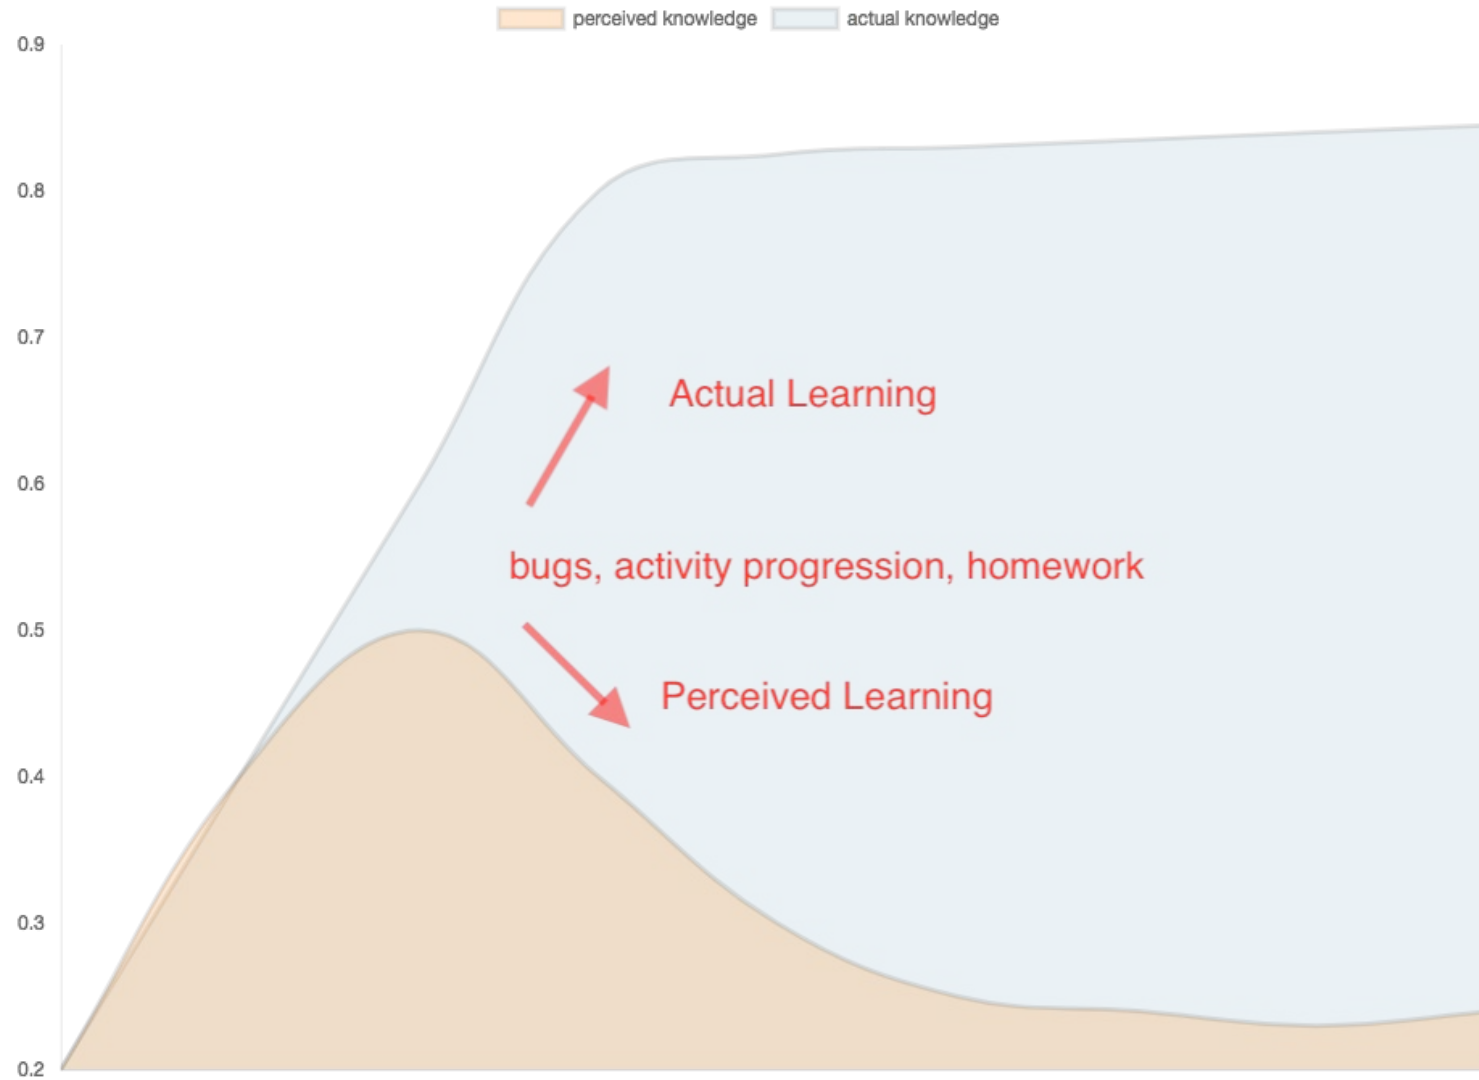 perceived knowledge actual knowledge
0.9
0.8
0.7
Actual Learning
0.6
bugs, activity progression, homework
0.5
Perceived Learning
0.4
0.3
0.2